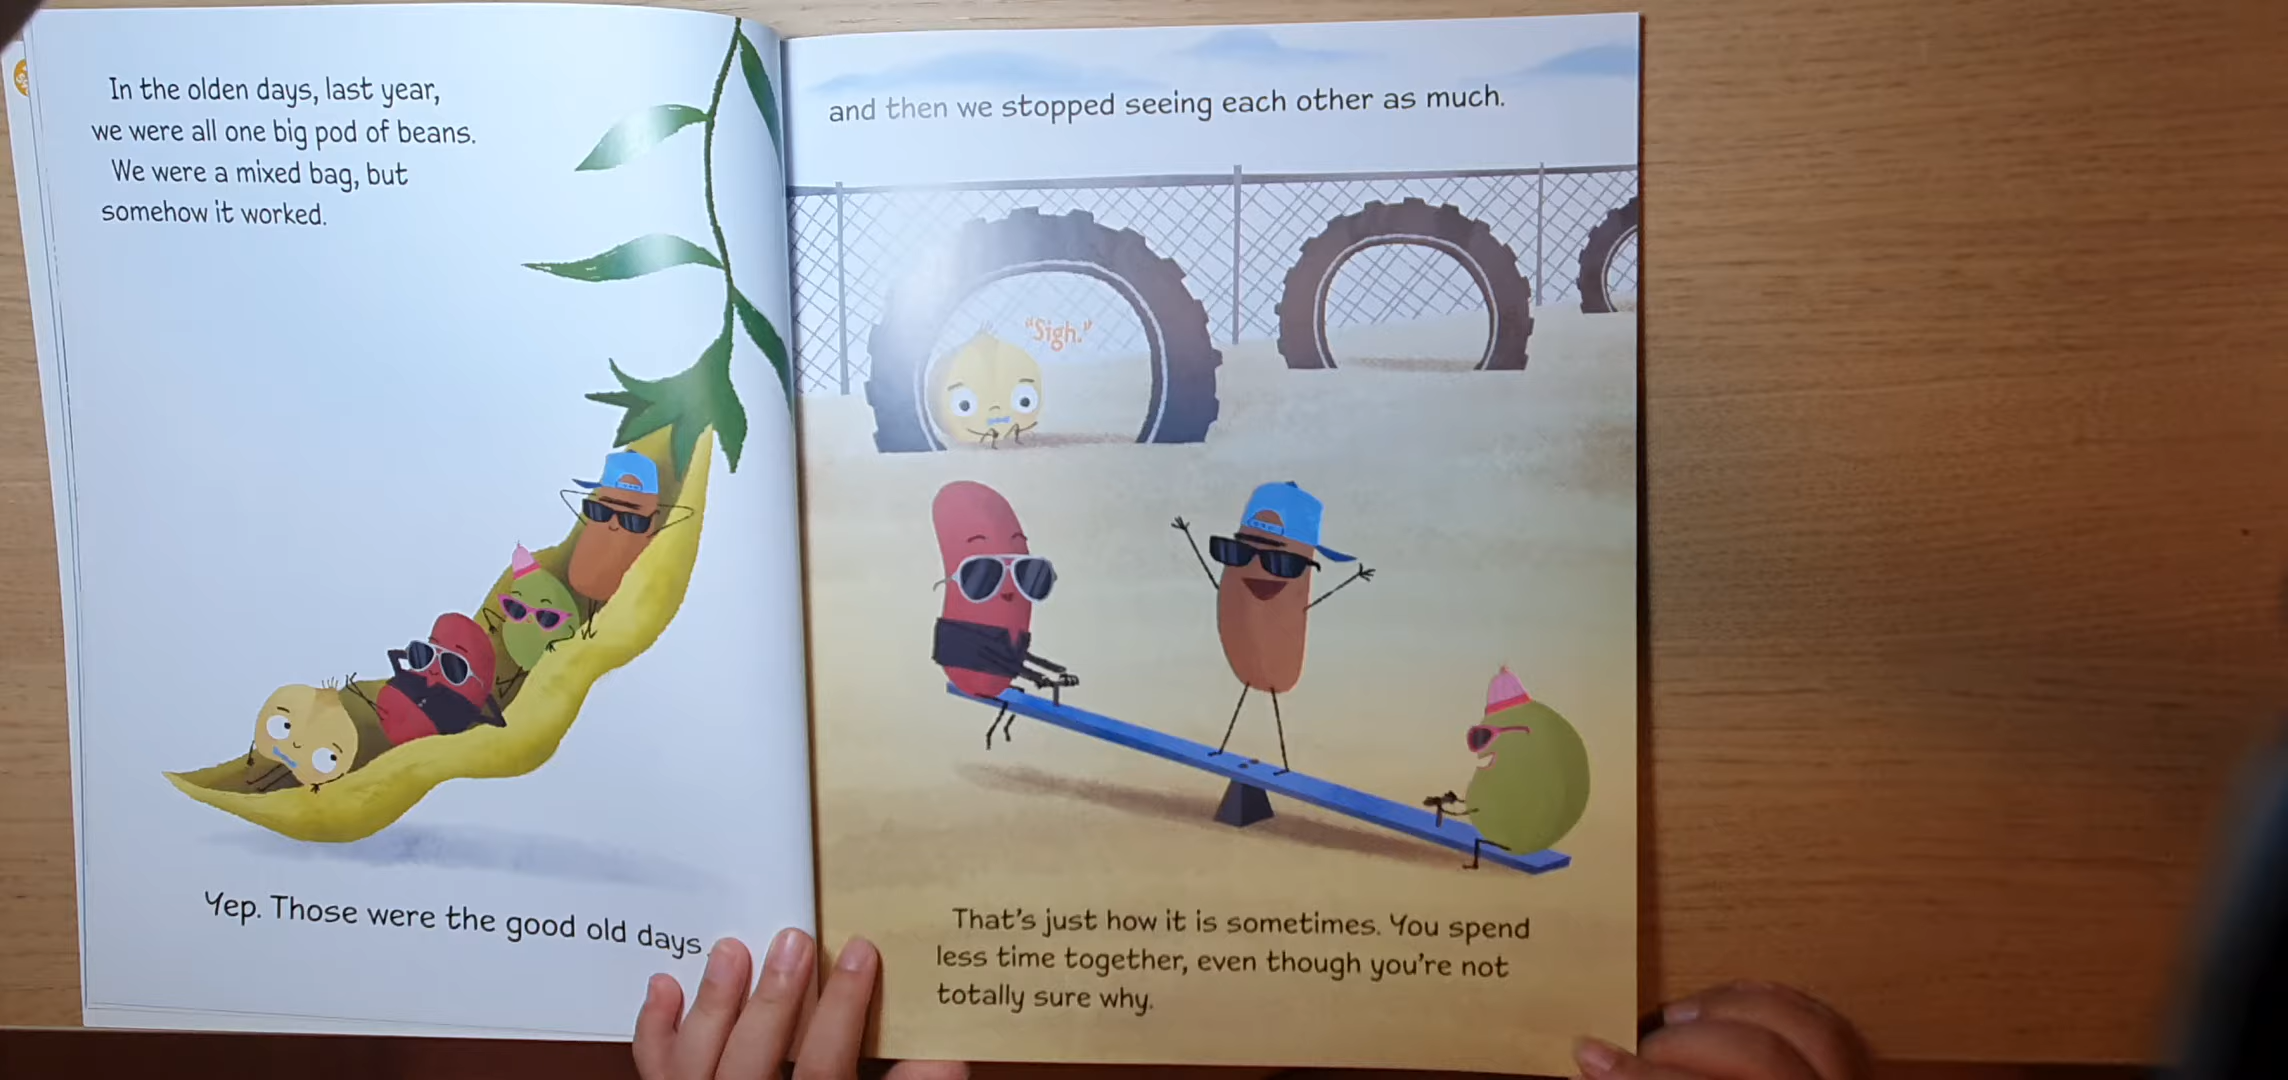 In the olden days, last year,
we were all one big pod of beans.
We were a mixed bag, but
somehow it worked.
Yep. Those were the good old days
and then we stopped seeing each other as much.
"Sigh."
That's just how it is sometimes. You spend
less time together, even though you're not
totally sure why.